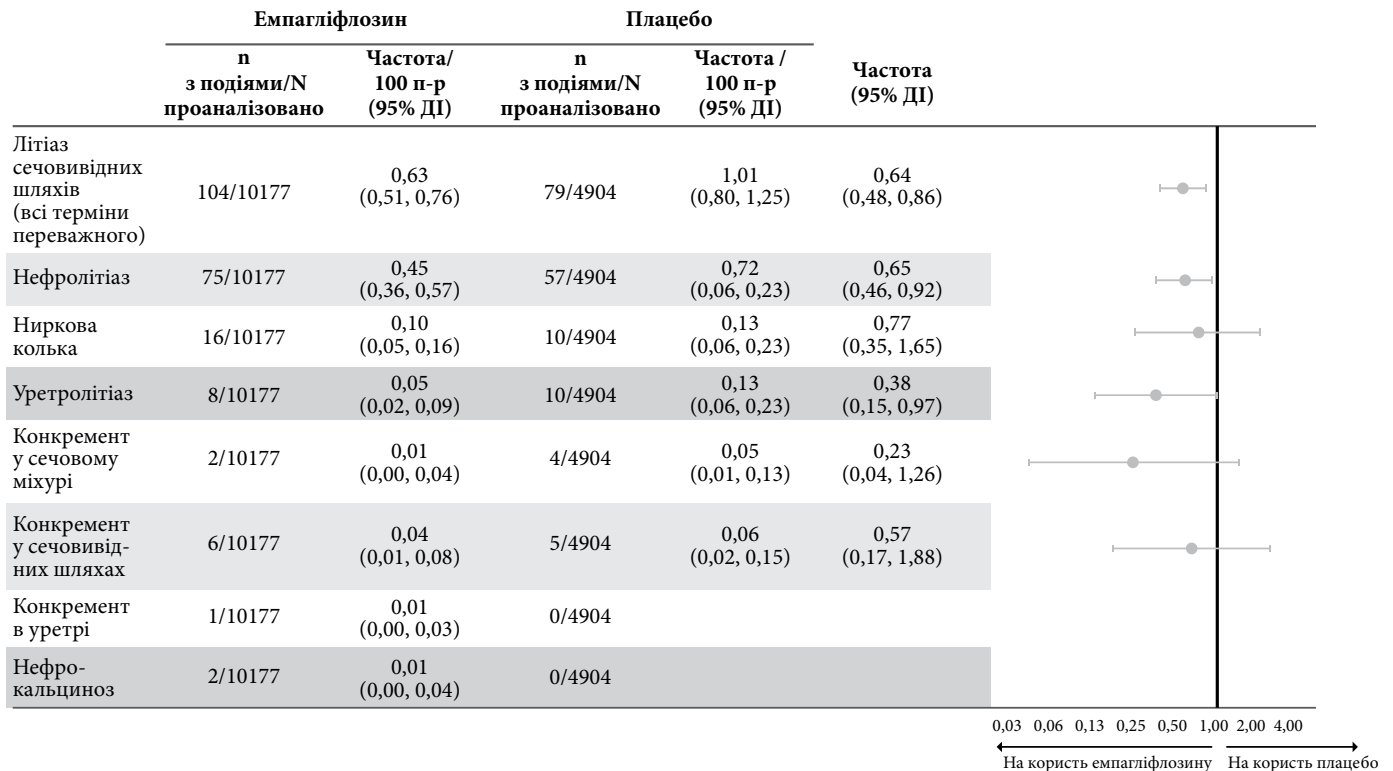 Емпагліфлозин Плацебо
n
з подіями/N
проаналізовано
Частота/
100 п-р
(95% ДІ)
n
з подіями/N
проаналізовано
Частота /
100 п-р
(95% ДІ)
Частота
(95% ДІ)
Літіаз
сечовивідних
шляхів
(всі терміни
переважного)
104/10177
0,63
(0,51, 0,76)
79/4904
1,01
(0,80, 1,25)
0,64
(0,48, 0,86)
Нефролітіаз
75/10177
0,45
(0,36, 0,57)
57/4904
0,72
(0,06, 0,23)
0,65
(0,46, 0,92)
Ниркова
колька
16/10177
0,10
(0,05, 0,16)
10/4904
0,13
(0,06, 0,23)
0,77
(0,35, 1,65)
Уретролітіаз
8/10177
0,05
(0,02, 0,09)
10/4904
0,13
(0,06, 0,23)
0,38
(0,15, 0,97)
Конкремент
у сечовому
міхурі
2/10177
0,01
(0,00, 0,04)
4/4904
0,05
(0,01, 0,13)
0,23
(0,04, 1,26)
Конкремент
у сечовивід-
них шляхах
6/10177
0,04
(0,01, 0,08)
5/4904
0,06
(0,02, 0,15)
0,57
(0,17, 1,88)
Конкремент
в уретрі
1/10177
0,01
(0,00, 0,03)
0/4904
Нефро-
кальциноз
2/10177
0,01
(0,00, 0,04)
0/4904
0,03 0,06 0,13 0,25 0,50 1,00 2,00 4,00
На користь емпагліфлозину На користь плацебо